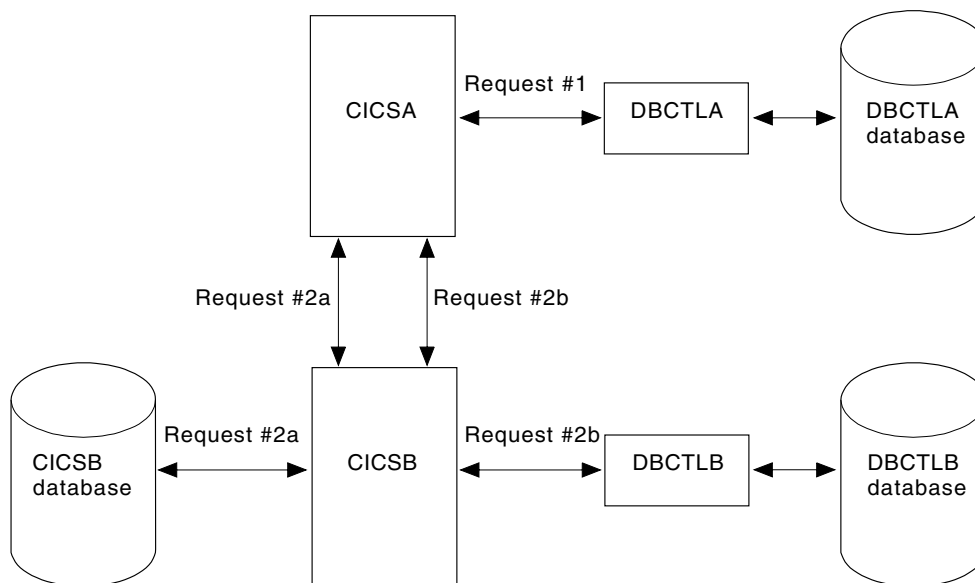 Request #1
CICSA
DBCTLA
DBCTLA
database
Request #2a
Request #2b
Request #2a
Request #2b
CICSB
database
CICSB
DBCTLB
DBCTLB
database